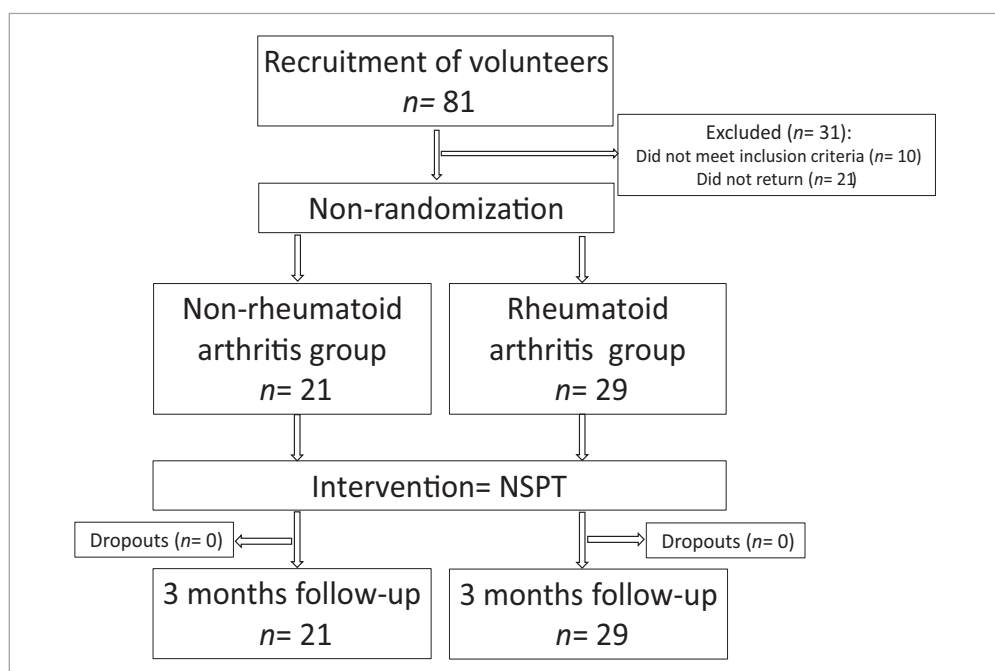 Recruitment of volunteers
n= 81
Excluded (n= 31):
Did not meet inclusion criteria (n= 10)
Did not return (n= 21)
Non-randomization
Non-rheumatoid
arthritis group
n= 21
Rheumatoid
arthritis group
n= 29
Intervention= NSPT
Dropouts (n= 0)
Dropouts (n= 0)
3 months follow-up
n= 21
3 months follow-up
n= 29